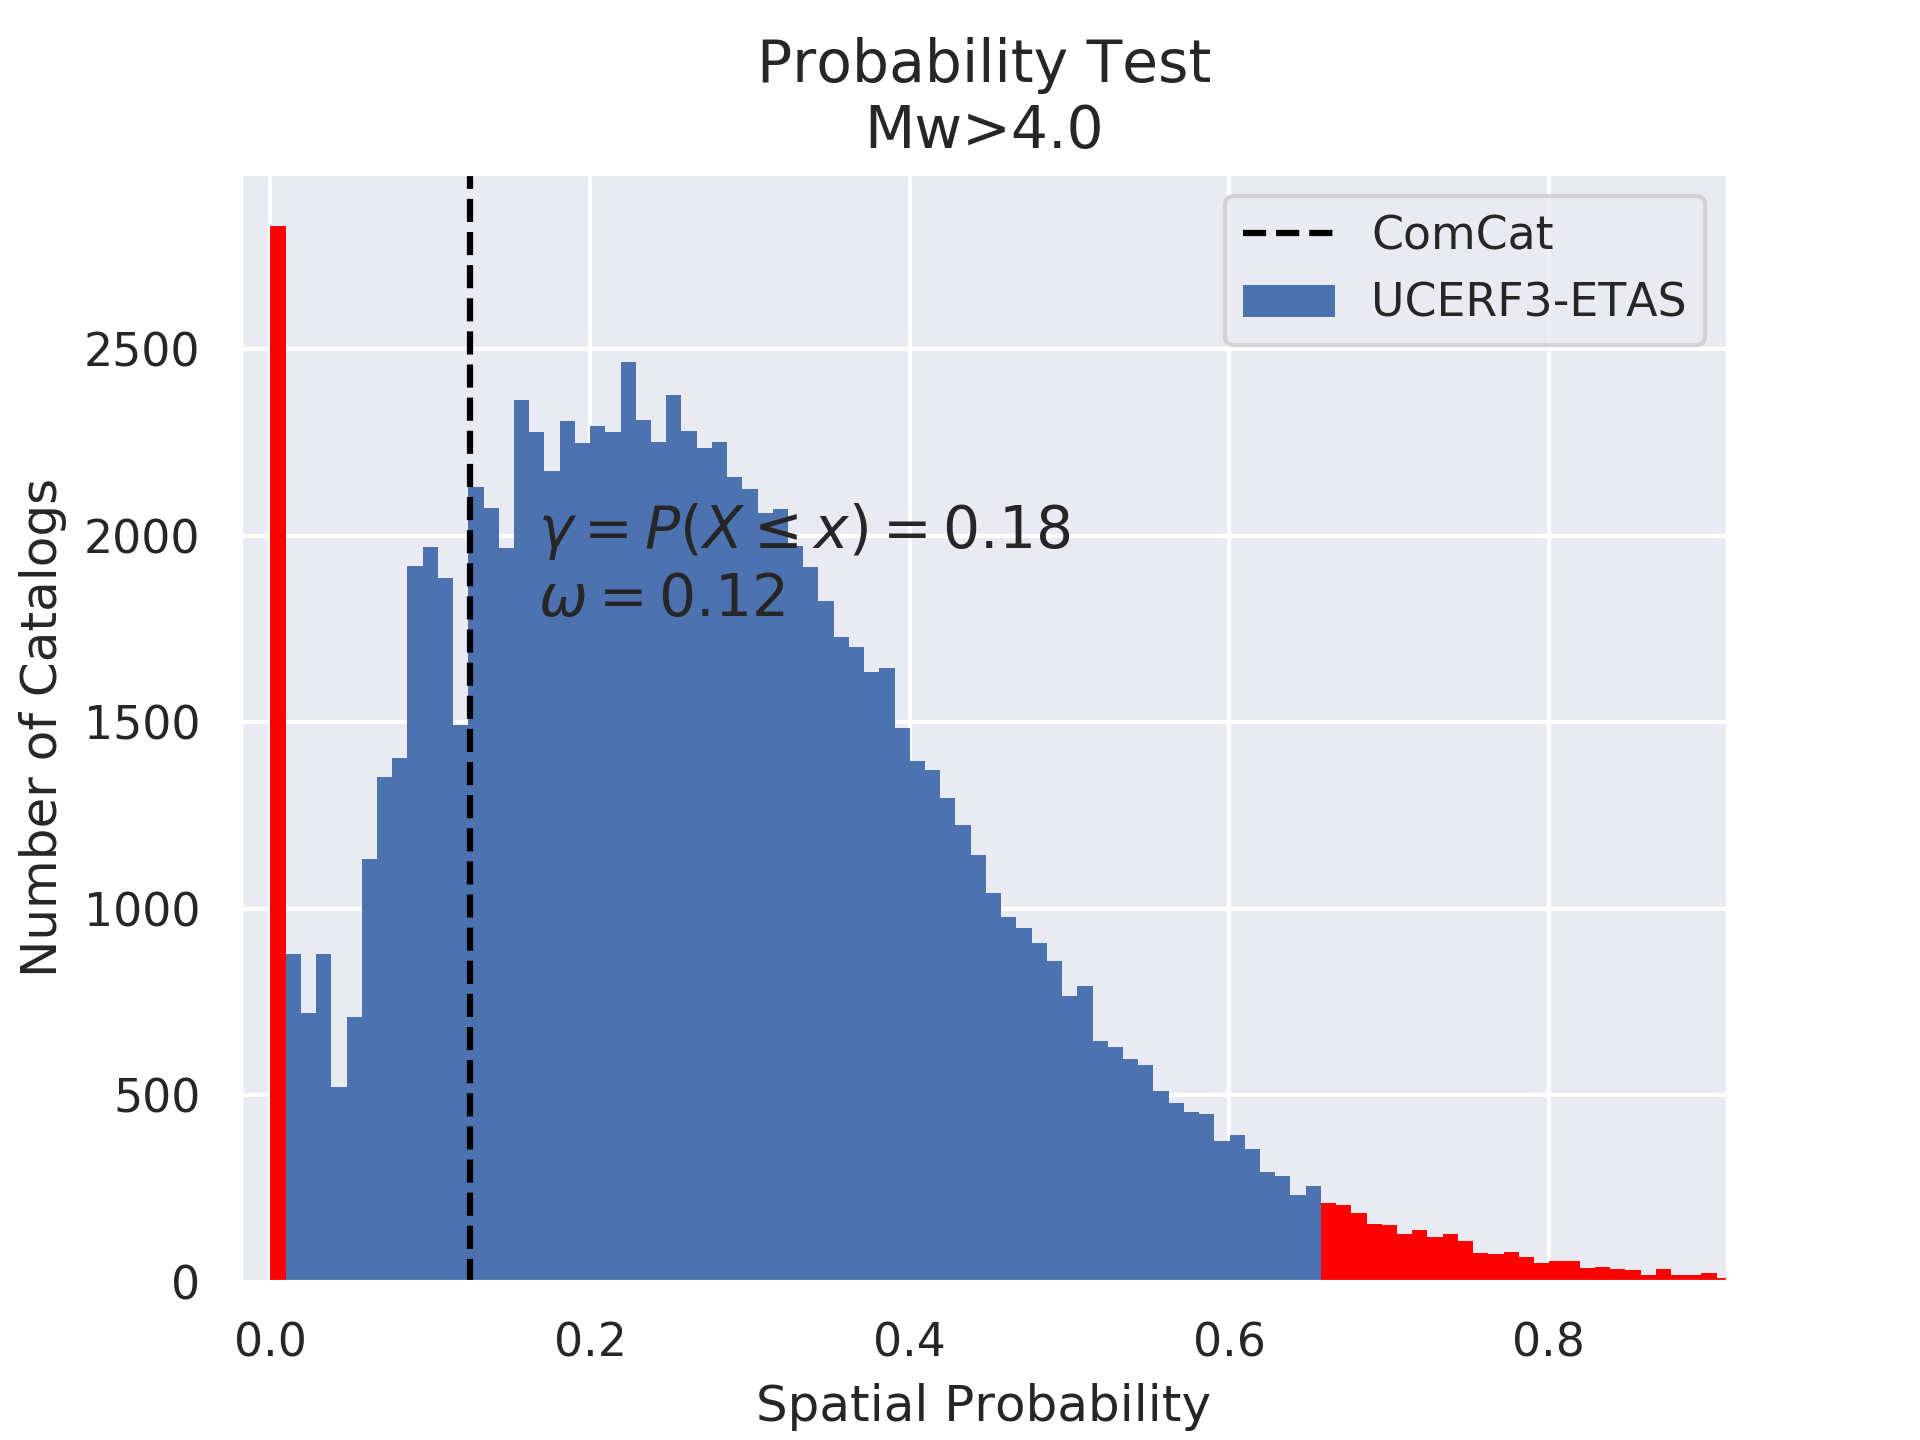 Probability Test
Mw>4.0
ComCat
UCERF3-ETAS
γ = P(X ≤ x) = 0.18
ω = 0.12
Number of Catalogs
2500
2000
1500
1000
500
0
0.0 0.2 0.4 0.6 0.8
Spatial Probability